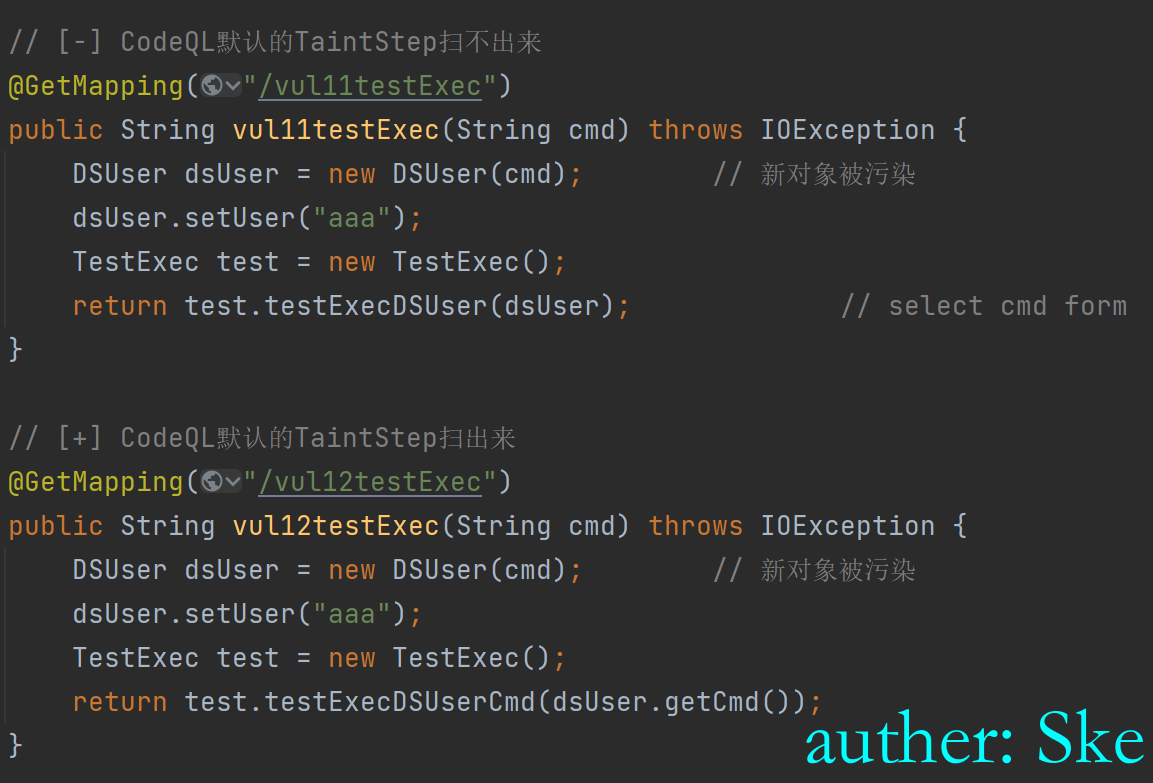 // [-] CodeQL默认的TaintStep扫不出来
@GetMapping("/vul11testExec")
public String vul11testExec(String cmd) throws IOException {
    DSUser dsUser = new DSUser(cmd);        // 新对象被污染
    dsUser.setUser("aaa");
    TestExec test = new TestExec();
    return test.testExecDSUser(dsUser);             // select cmd form
}
// [+] CodeQL默认的TaintStep扫出来
@GetMapping("/vul12testExec")
public String vul12testExec(String cmd) throws IOException {
    DSUser dsUser = new DSUser(cmd);        // 新对象被污染
    dsUser.setUser("aaa");
    TestExec test = new TestExec();
    return test.testExecDSUserCmd(dsUser.getCmd());
}
auther: Ske